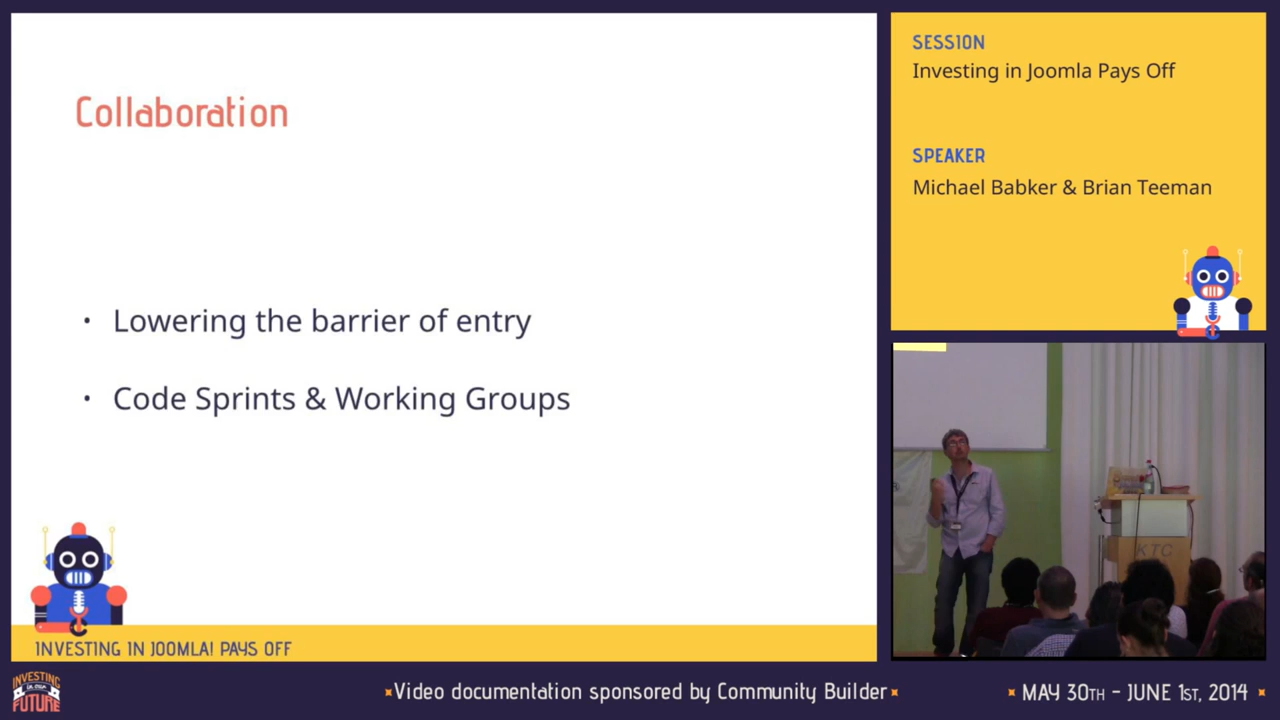 Collaboration
• Lowering the barrier of entry
• Code Sprints & Working Groups
INVESTING IN JOOMLA! PAYS OFF
SESSION
Investing in Joomla Pays Off
SPEAKER
Michael Babker & Brian Teeman
KTC
INVESTING
IN OUR
FUTURE
Video documentation sponsored by Community Builder
MAY 30TH - JUNE 1ST, 2014